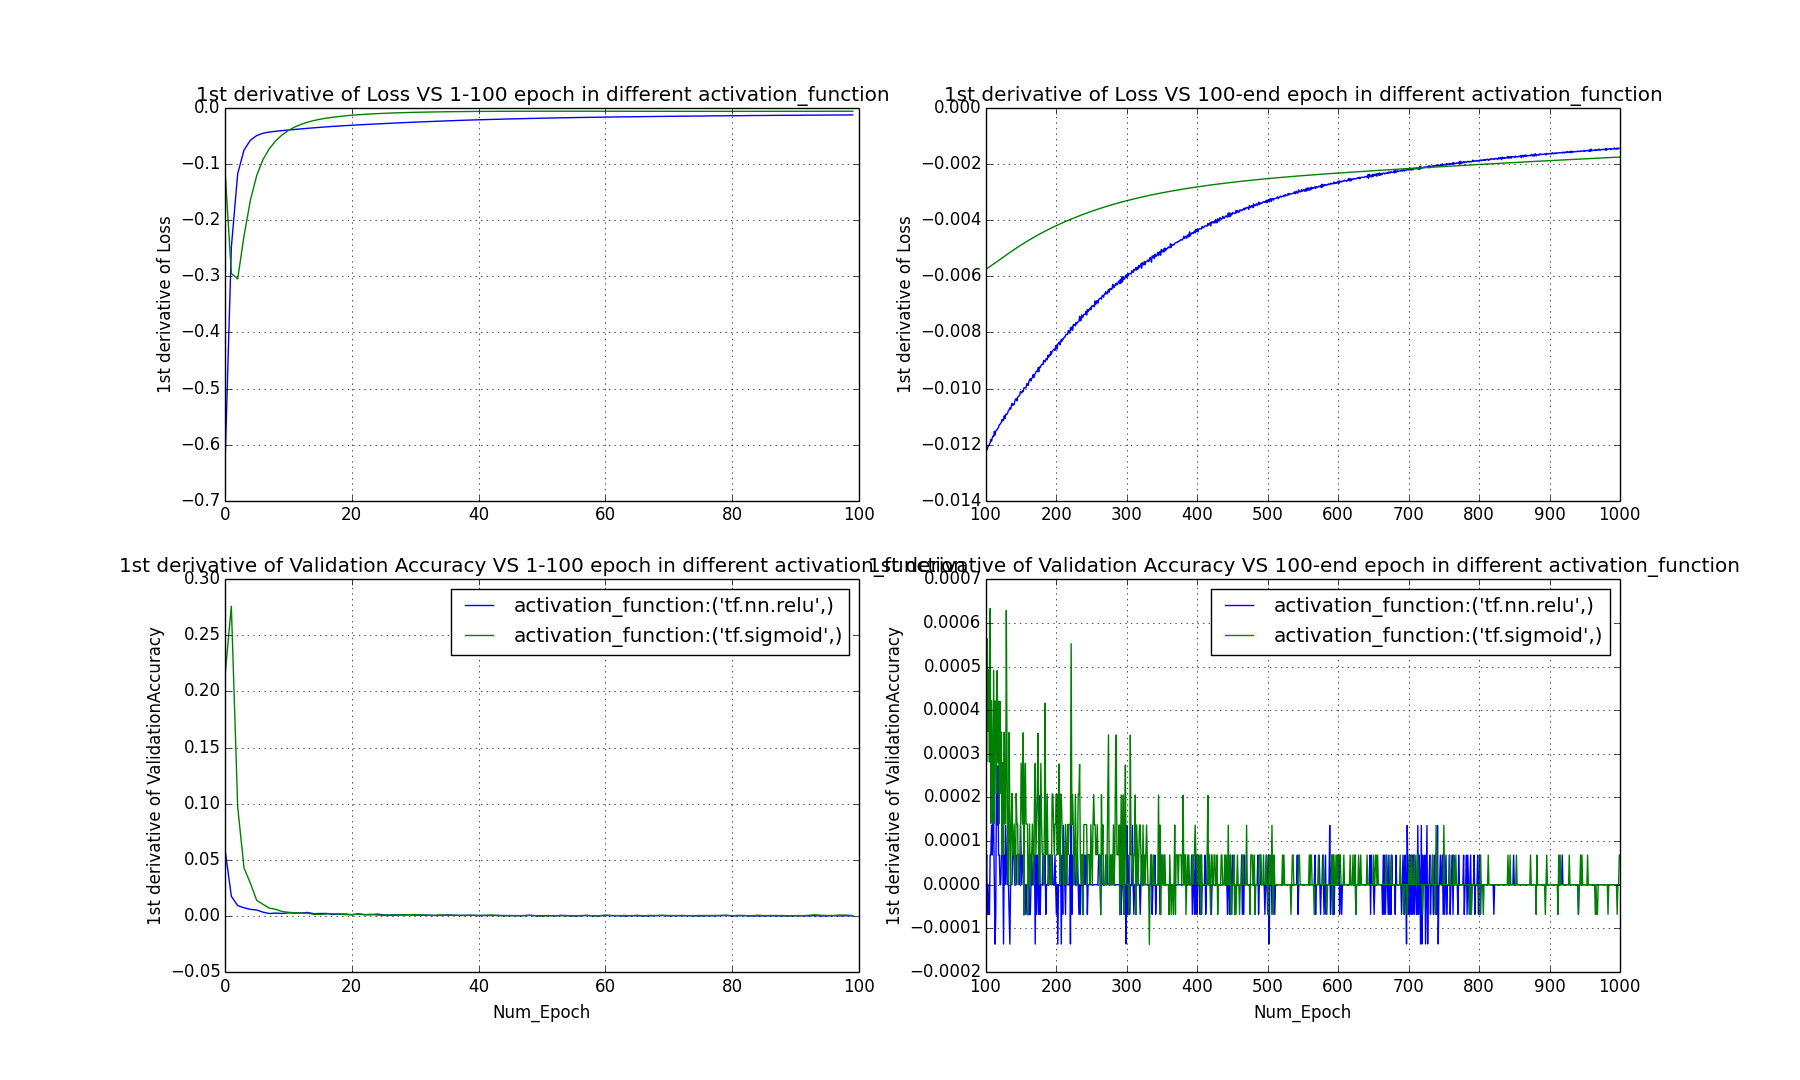 1st derivative of Loss VS 1-100 epoch in different activation_function
0.0
−0.1
−0.2
−0.3
−0.4
−0.5
−0.6
−0.7
1st derivative of Loss
0 20 40 60 80 100
1st derivative of Loss VS 100-end epoch in different activation_function
0.000
−0.002
−0.004
−0.006
−0.008
−0.010
−0.012
−0.014
1st derivative of Loss
100 200 300 400 500 600 700 800 900 1000
1st derivative of Validation Accuracy VS 1-100 epoch in different activation_function
0.30
0.25
0.20
0.15
0.10
0.05
0.00
−0.05
1st derivative of ValidationAccuracy
activation_function:('tf.nn.relu',)
activation_function:('tf.sigmoid',)
0 20 40 60 80 100
Num_Epoch
1st derivative of Validation Accuracy VS 100-end epoch in different activation_function
0.0007
0.0006
0.0005
0.0004
0.0003
0.0002
0.0001
0.0000
−0.0001
−0.0002
1st derivative of ValidationAccuracy
activation_function:('tf.nn.relu',)
activation_function:('tf.sigmoid',)
100 200 300 400 500 600 700 800 900 1000
Num_Epoch